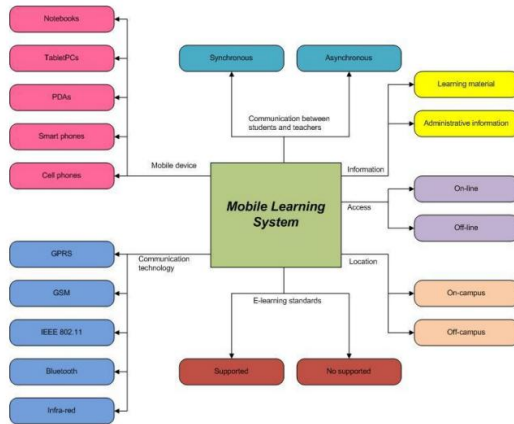 Notebooks
TabletPCs
PDAs
Smart phones
Cell phones
Mobile device
Synchronous
Asynchronous
Communication between
students and teachers
Learning material
Administrative information
Information
Mobile Learning
System
Access
On-line
Off-line
Location
On-campus
Off-campus
Communication
technology
GPRS
GSM
IEEE 802.11
Bluetooth
Infra-red
E-learning standards
Supported
No supported